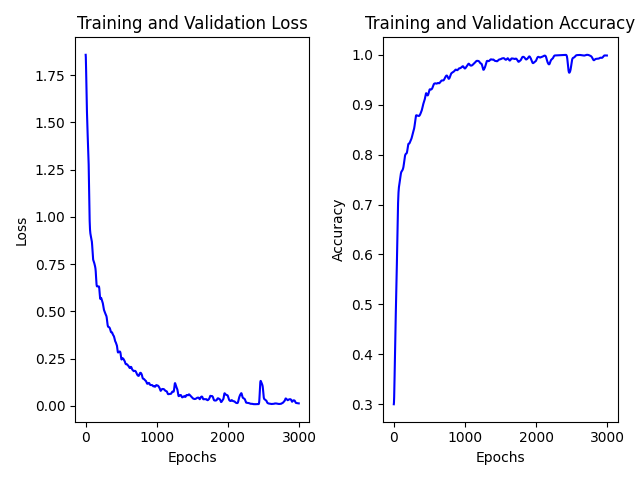 Training and Validation Loss
Loss
1.75
1.50
1.25
1.00
0.75
0.50
0.25
0.00
0 1000 2000 3000
Epochs
Training and Validation Accuracy
Accuracy
1.0
0.9
0.8
0.7
0.6
0.5
0.4
0.3
0 1000 2000 3000
Epochs